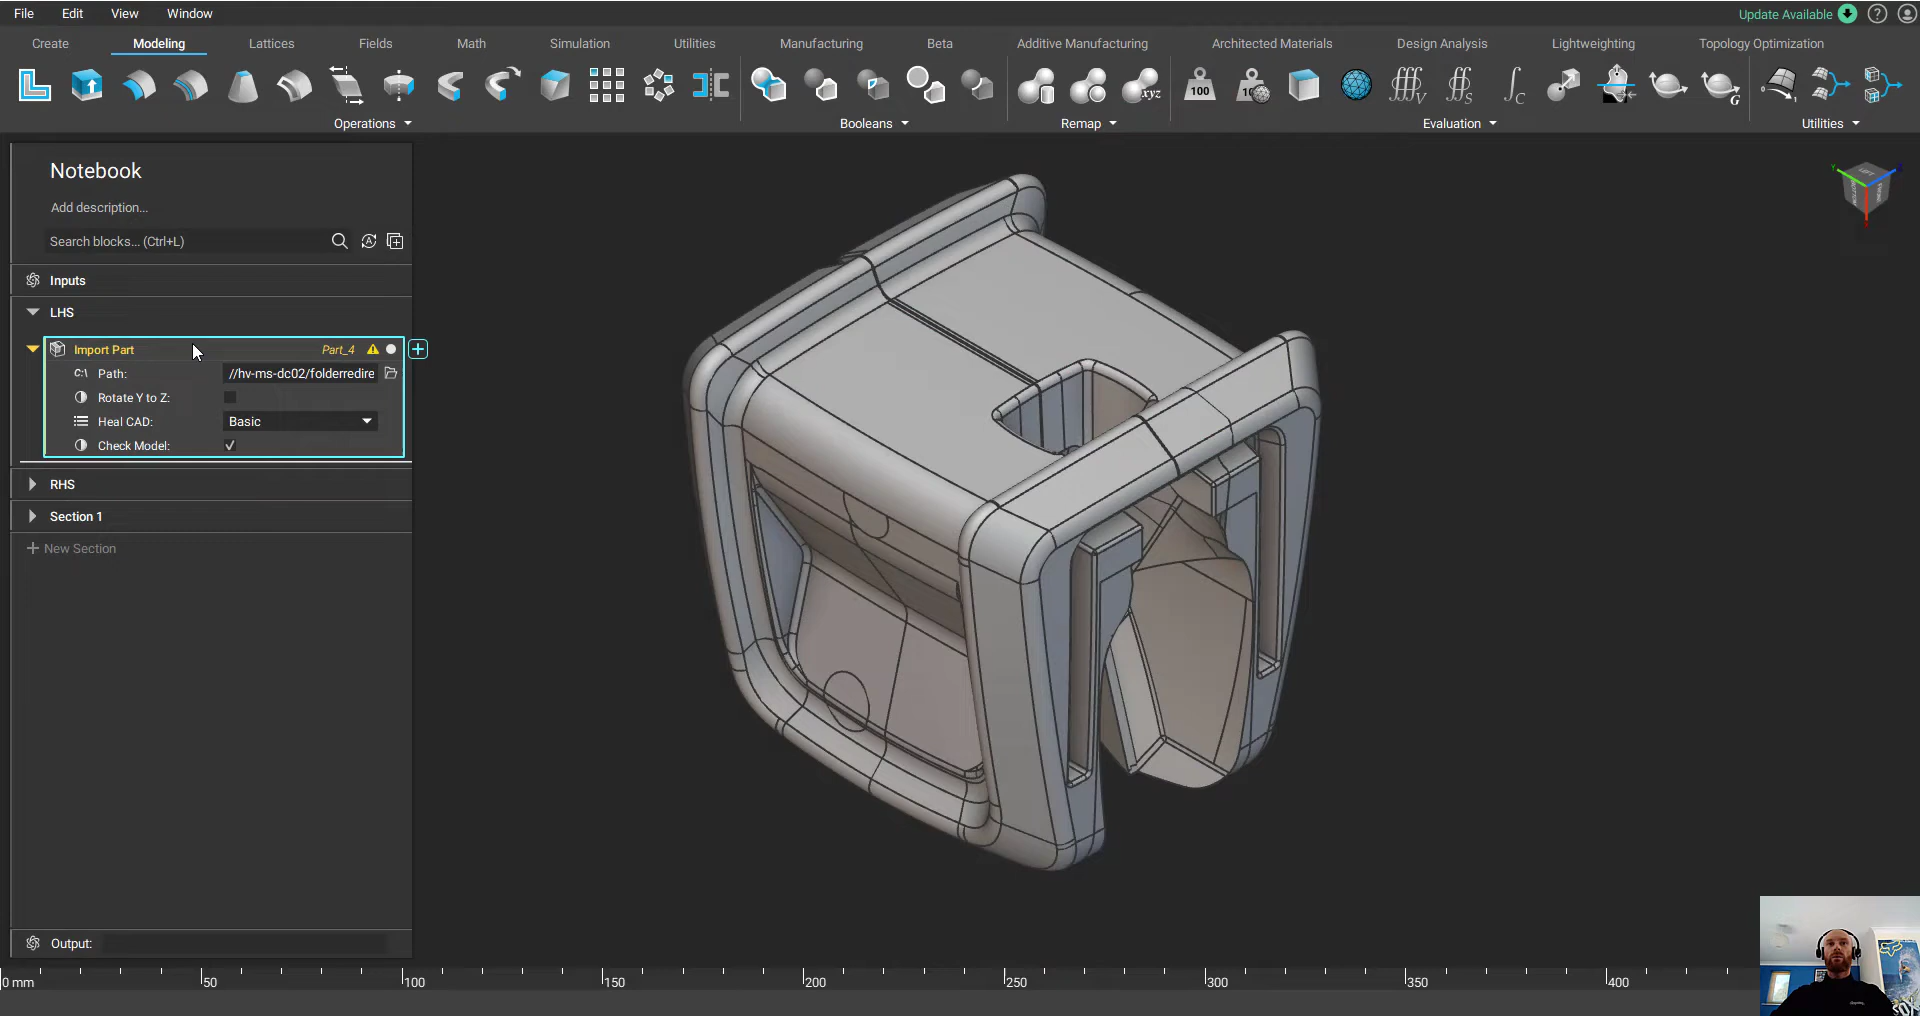 File Edit View Window Update Available
Create Modeling Lattices Fields Math Simulation Utilities Manufacturing Beta Additive Manufacturing Architected Materials Design Analysis Lightweighting Topology Optimization
100
xyz
V
S
C
G
Operations Booleans Remap Evaluation Utilities
Notebook
Add description...
Search blocks... (Ctrl+L)
Inputs
LHS
Import Part Part_4
C:\ Path: //hv-ms-dc02/folderredire
Rotate Y to Z:
Heal CAD: Basic
Check Model:
RHS
Section 1
+ New Section
Output:
0 mm 50 100 150 200 250 300 350 400
Y
LEFT